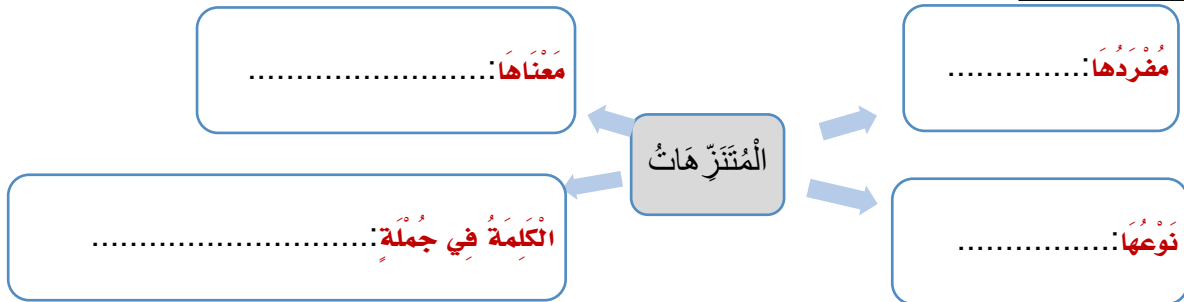 مُفْرَدُهَا:..............
مَعْنَاهَا:.........................
الْمُتَنَزِّهَاتُ
نَوْعُهَا:................
الْكَلِمَةُ فِي جُمْلَةٍ:.............................